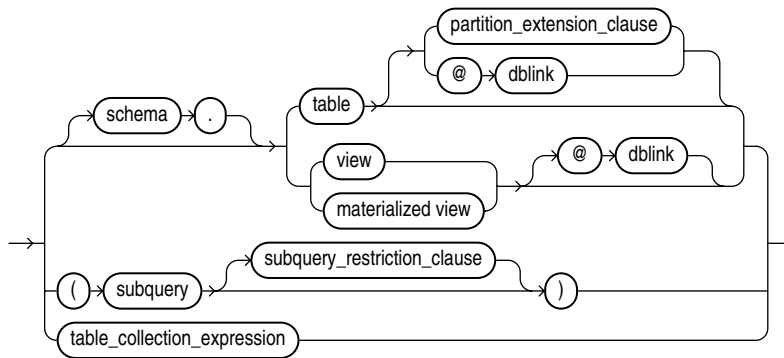 partition_extension_clause
@ dblink
table
schema .
view
@ dblink
materialized view
subquery_restriction_clause
( subquery )
table_collection_expression